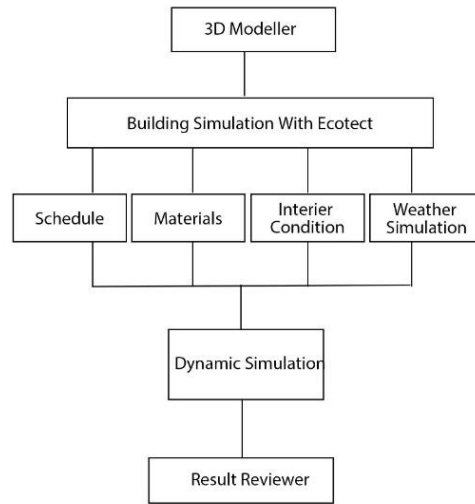 3D Modeller
Building Simulation With Ecotect
Schedule
Materials
Interier
Condition
Weather
Simulation
Dynamic Simulation
Result Reviewer